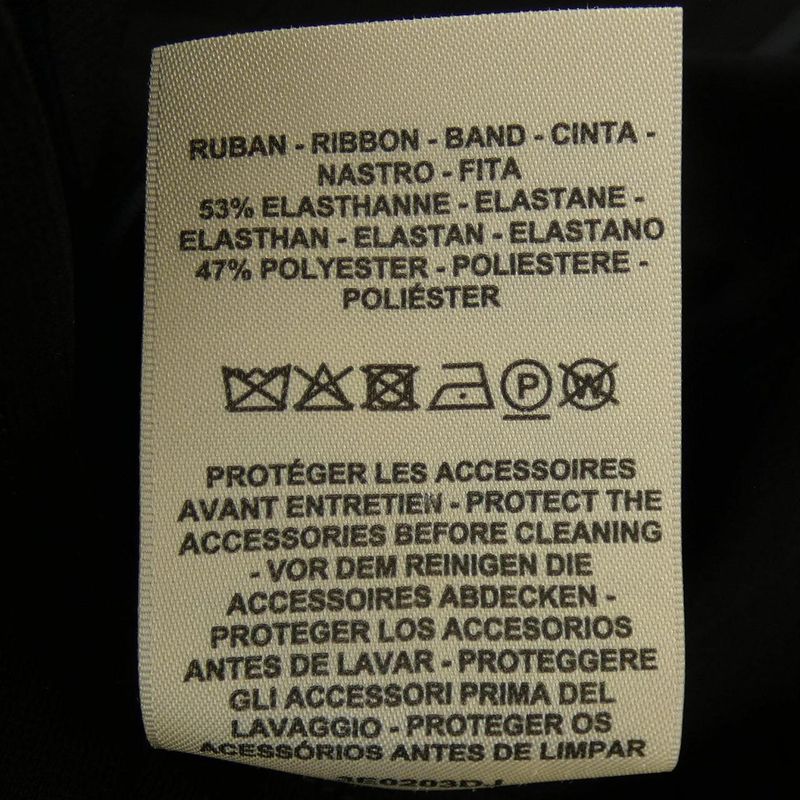 RUBAN - RIBBON - BAND - CINTA -
NASTRO - FITA
53% ELASTHANNE - ELASTANE -
ELASTHAN - ELASTAN - ELASTANO
47% POLYESTER - POLIESTERE -
POLIÉSTER
P W
PROTÉGER LES ACCESSOIRES
AVANT ENTRETIEN - PROTECT THE
ACCESSORIES BEFORE CLEANING
- VOR DEM REINIGEN DIE
ACCESSOIRES ABDECKEN -
PROTEGER LOS ACCESORIOS
ANTES DE LAVAR - PROTEGGERE
GLI ACCESSORI PRIMA DEL
LAVAGGIO - PROTEGER OS
ACESSÓRIOS ANTES DE LIMPAR